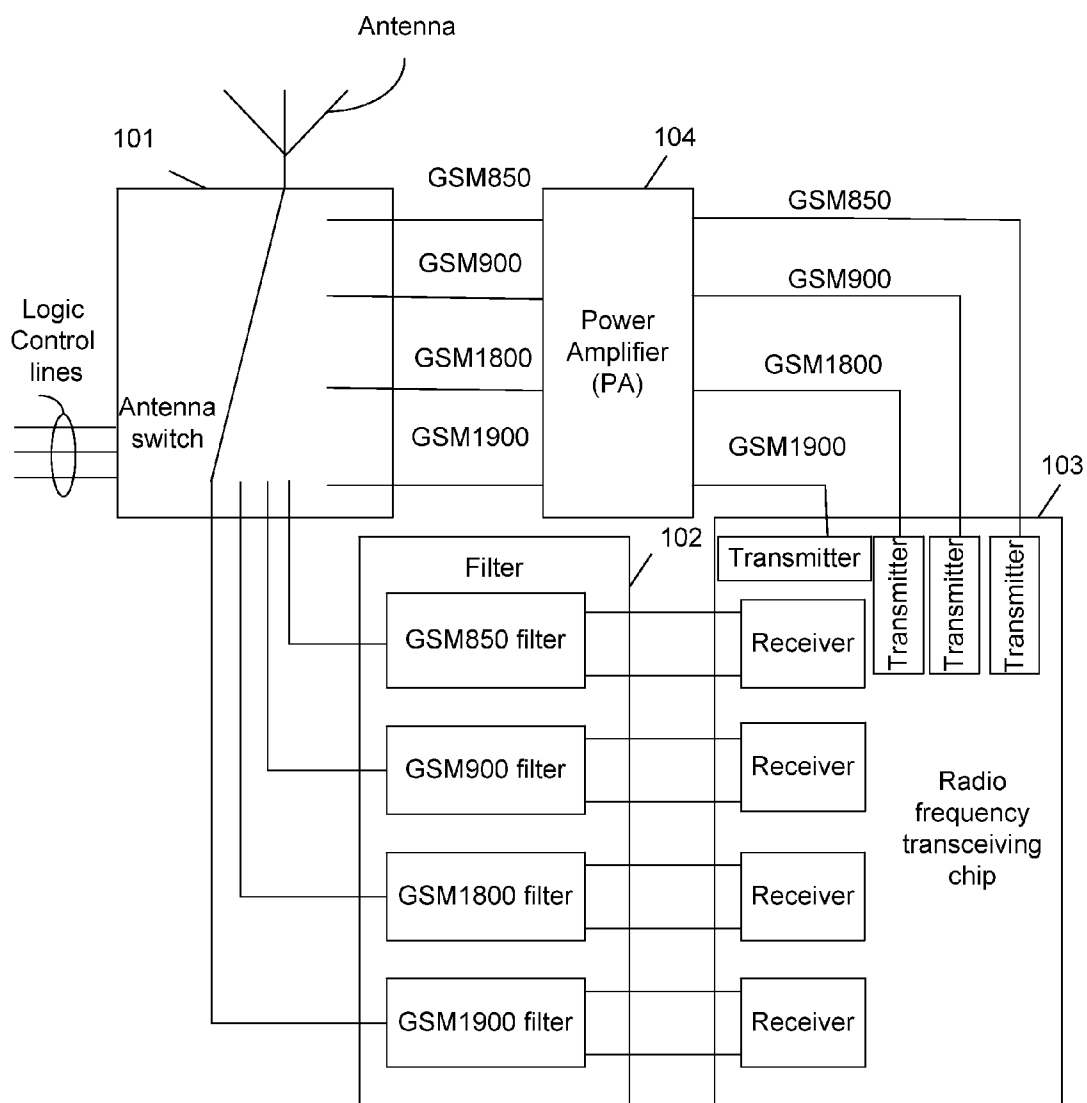 Antenna
101
104
GSM850
GSM850
GSM900
GSM900
Logic
Control
lines
Power
Amplifier
(PA)
GSM1800
GSM1800
Antenna
switch
GSM1900
GSM1900
103
102
Filter
Transmitter
Transmitter
Transmitter
Transmitter
GSM850 filter
Receiver
GSM900 filter
Receiver
Radio
frequency
transceiving
chip
GSM1800 filter
Receiver
GSM1900 filter
Receiver